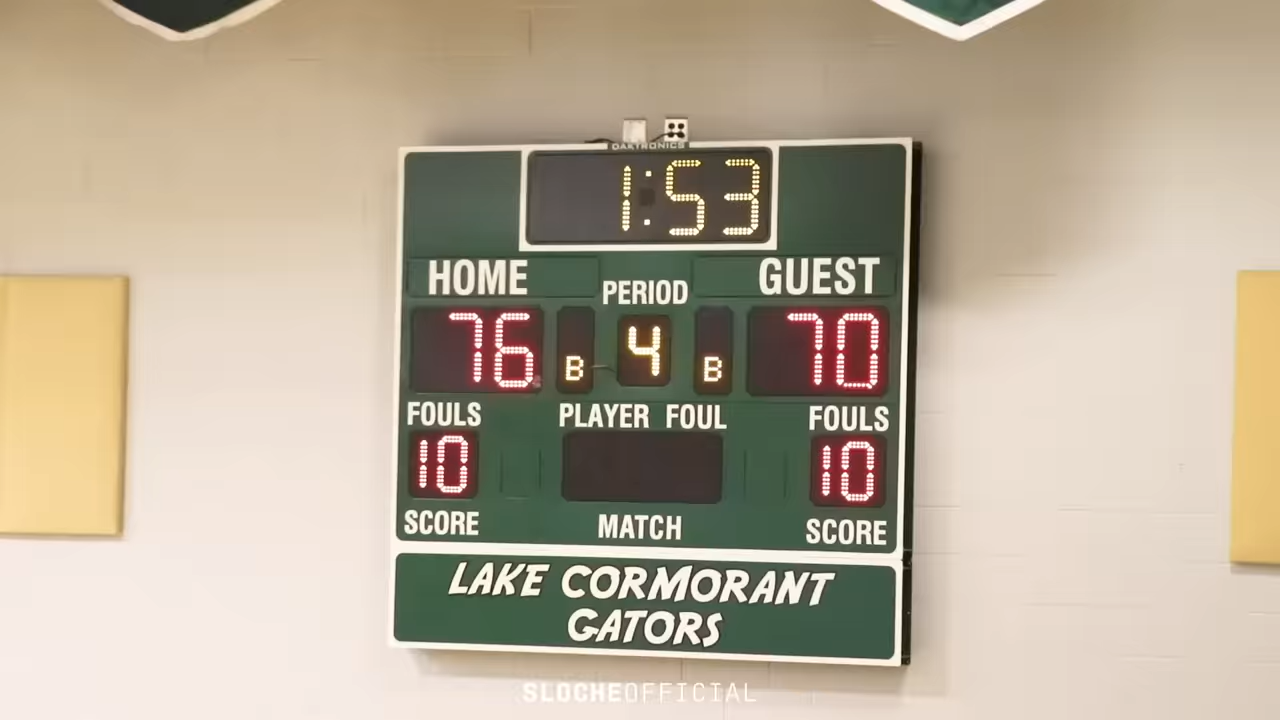 DAKTRONICS
1:53
HOME PERIOD GUEST
76 B 4 B 70
FOULS PLAYER FOUL FOULS
10 10
SCORE MATCH SCORE
LAKE CORMORANT
GATORS
SLOCHEOFFICIAL